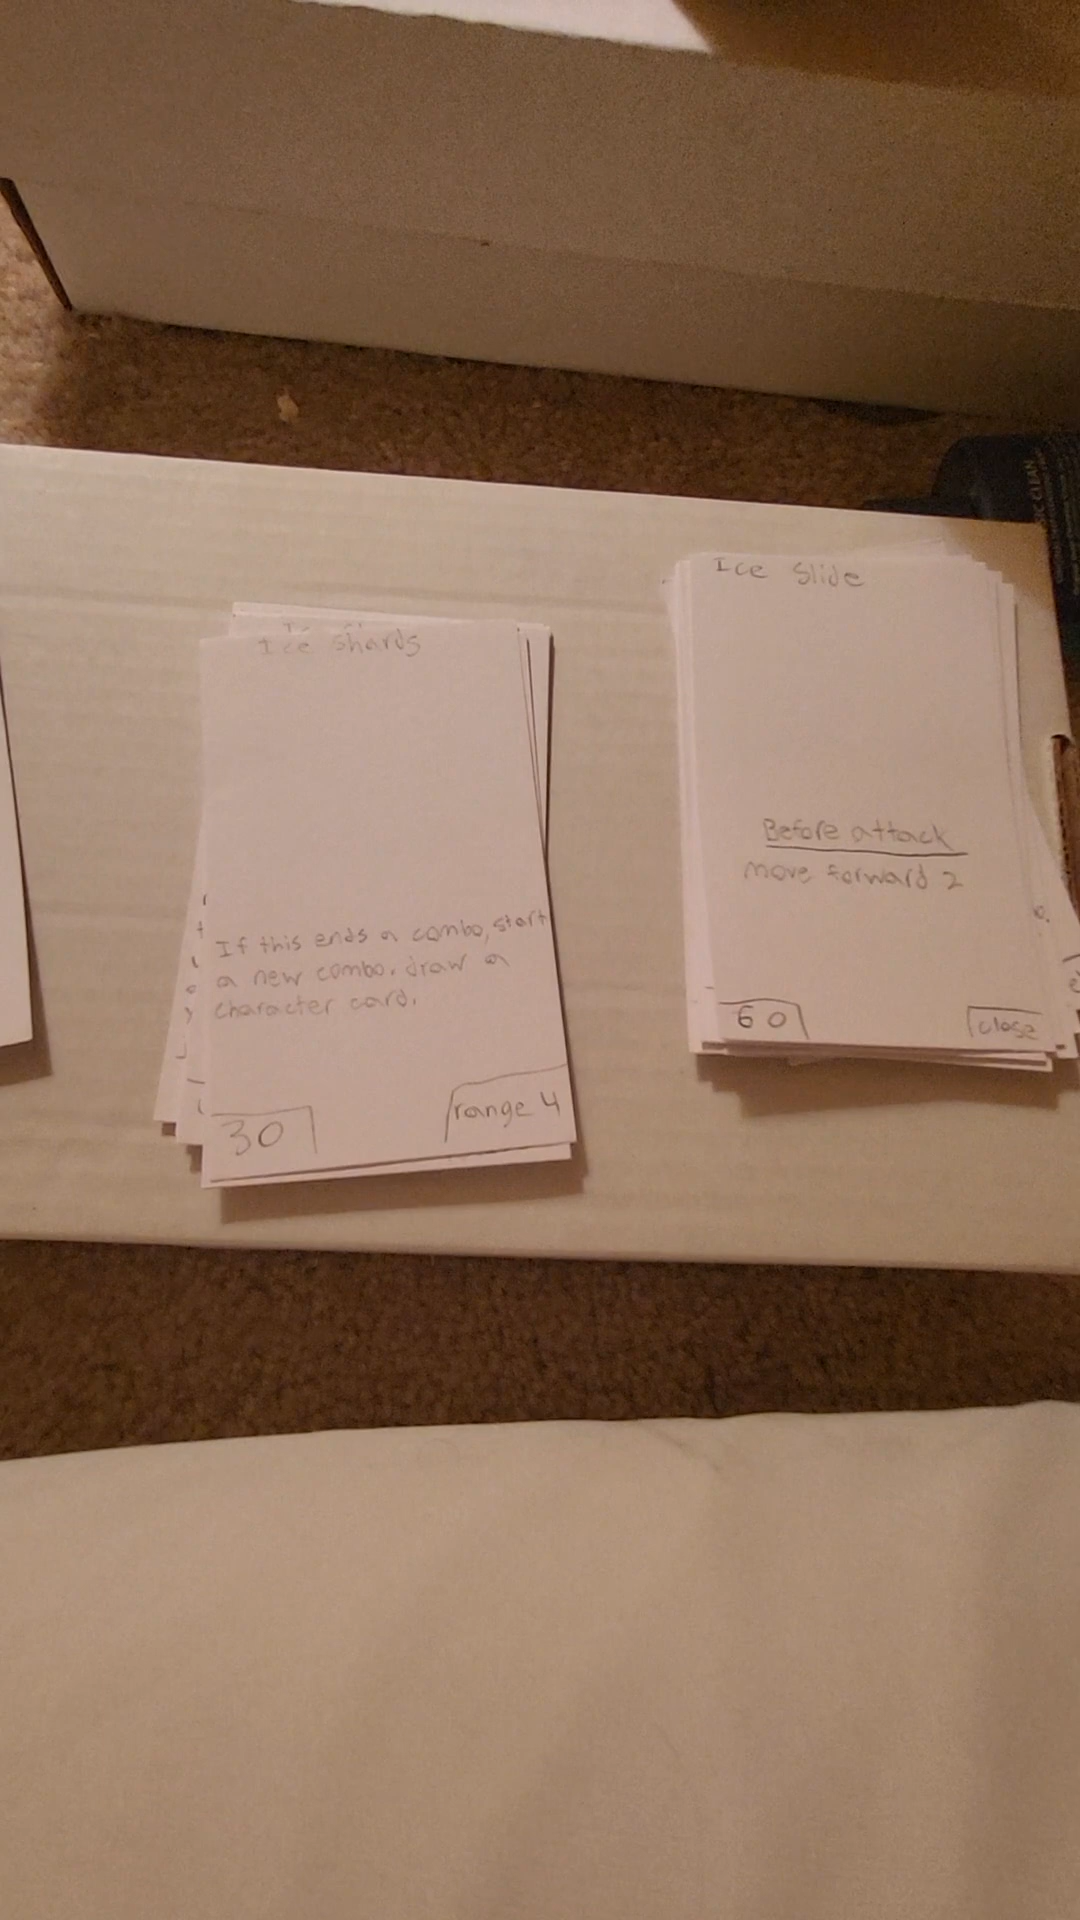 Ice Shards
If this ends a combo, start
a new combo. draw a
character card.
30
range 4
Ice Slide
Before attack
move forward 2
60
close
CLEAN